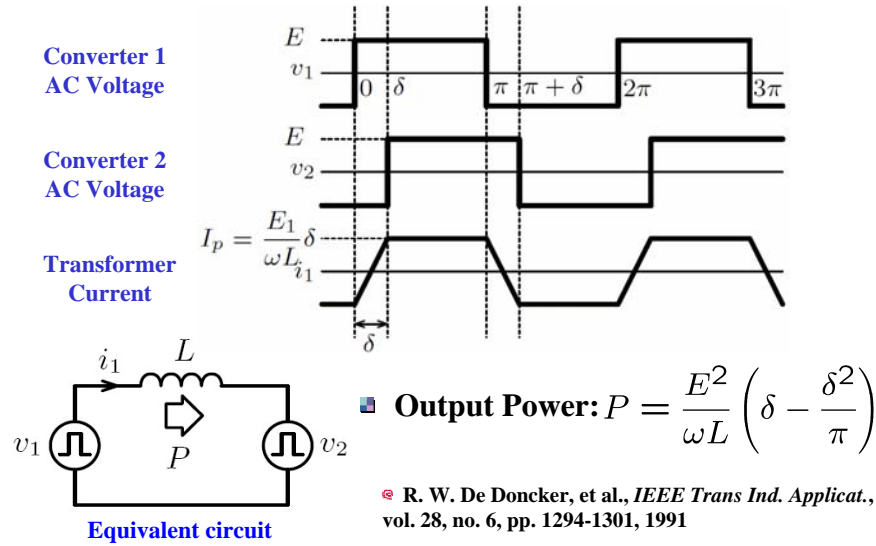 Converter 1
AC Voltage
E
v₁
0 δ π π + δ 2π 3π
Converter 2
AC Voltage
E
v₂
Transformer
Current
I_p = E₁/ωL δ
i₁
δ
i₁ L
v₁ P v₂
Equivalent circuit
Output Power: P = E²/ωL (δ − δ²/π)
R. W. De Doncker, et al., IEEE Trans Ind. Applicat.,
vol. 28, no. 6, pp. 1294-1301, 1991